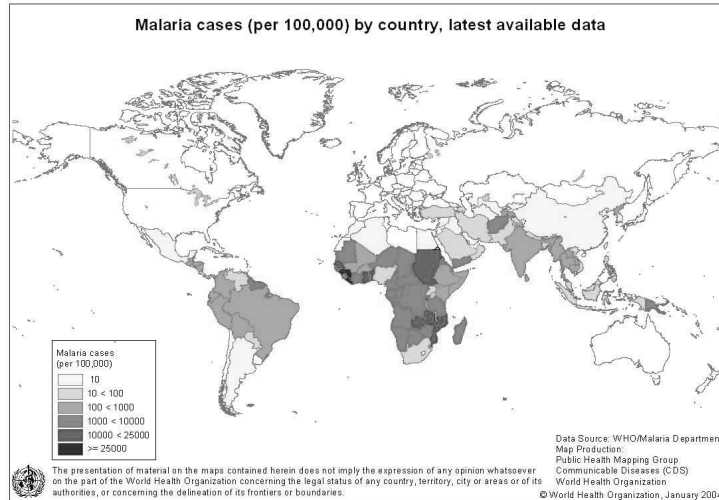 Malaria cases (per 100,000) by country, latest available data
Malaria cases
(per 100,000)
10
10 < 100
100 < 1000
1000 < 10000
10000 < 25000
>= 25000
Data Source: WHO/Malaria Departmen
Map Production:
Public Health Mapping Group
Communicable Diseases (CDS)
World Health Organization
© World Health Organization, January
The presentation of material on the maps contained herein does not imply the expression of any opinion whatsoever
on the part of the World Health Organization concerning the legal status of any country, territory, city or areas or of its
authorities, or concerning the delineation of its frontiers or boundaries.